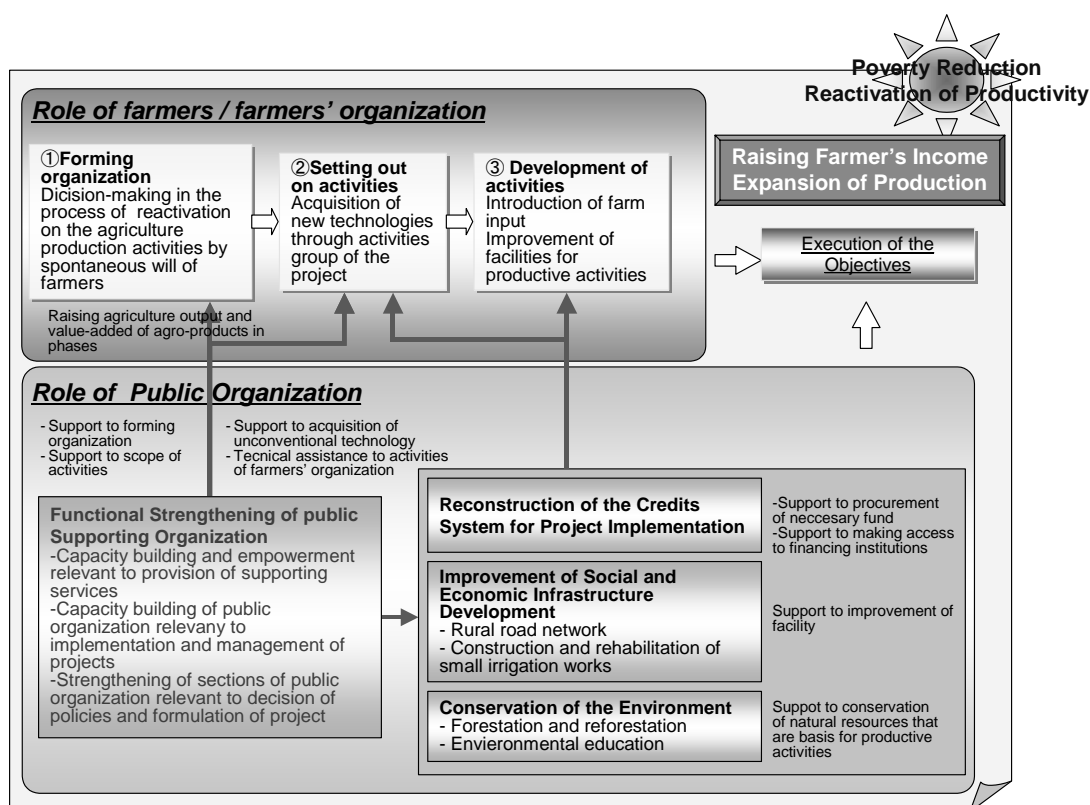 Poverty Reduction
Reactivation of Productivity
Role of farmers / farmers' organization
①Forming
organization
Dicision-making in the
process of reactivation
on the agriculture
production activities by
spontaneous will of
farmers
②Setting out
on activities
Acquisition of
new technologies
through activities
group of the
project
③ Development of
activities
Introduction of farm
input
Improvement of
facilities for
productive activities
Raising Farmer's Income
Expansion of Production
Execution of the
Objectives
Raising agriculture output and
value-added of agro-products in
phases
Role of Public Organization
- Support to forming
organization
- Support to scope of
activities
- Support to acquisition of
unconventional technology
- Tecnical assistance to activities
of farmers' organization
Functional Strengthening of public
Supporting Organization
-Capacity building and empowerment
relevant to provision of supporting
services
-Capacity building of public
organization relevany to
implementation and management of
projects
-Strengthening of sections of public
organization relevant to decision of
policies and formulation of project
Reconstruction of the Credits
System for Project Implementation
-Support to procurement
of neccesary fund
-Support to making access
to financing institutions
Improvement of Social and
Economic Infrastructure
Development
- Rural road network
- Construction and rehabilitation of
small irrigation works
Support to improvement of
facility
Conservation of the Environment
- Forestation and reforestation
- Envieronmental education
Suppot to conservation
of natural resources that
are basis for productive
activities